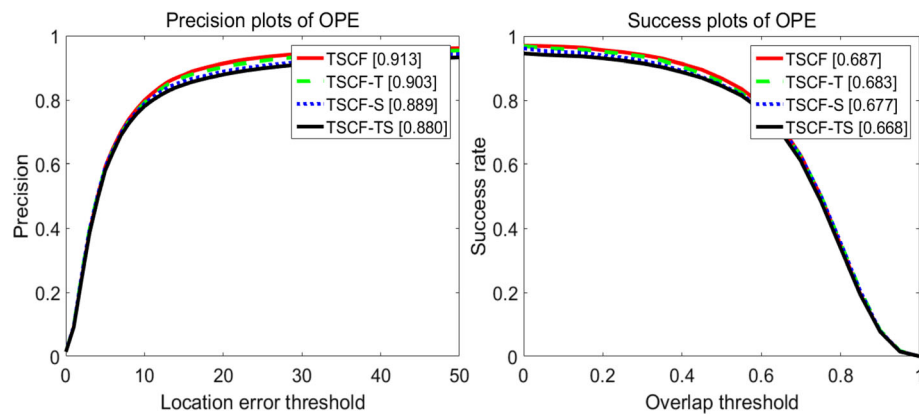 Precision plots of OPE
1
0.8
0.6
0.4
0.2
0
Precision
0
10
20
30
40
50
Location error threshold
TSCF [0.913]
TSCF-T [0.903]
TSCF-S [0.889]
TSCF-TS [0.880]
Success plots of OPE
1
0.8
0.6
0.4
0.2
0
Success rate
0
0.2
0.4
0.6
0.8
1
Overlap threshold
TSCF [0.687]
TSCF-T [0.683]
TSCF-S [0.677]
TSCF-TS [0.668]